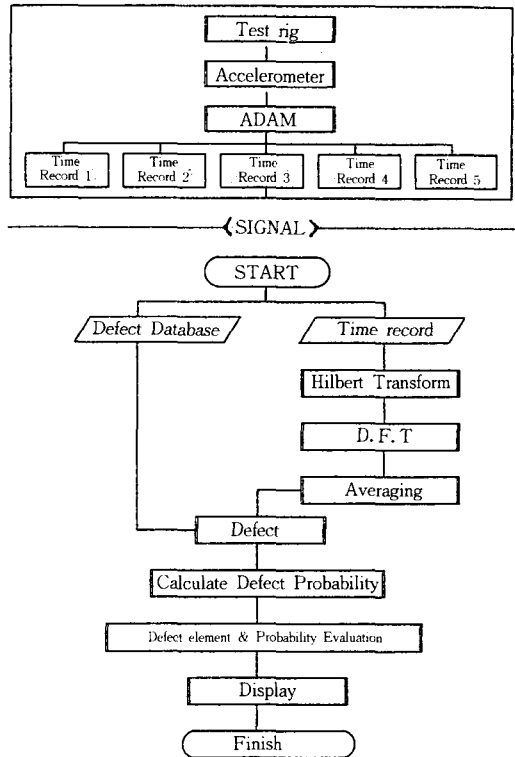 Test rig
Accelerometer
ADAM
Time
Record 1
Time
Record 2
Time
Record 3
Time
Record 4
Time
Record 5
SIGNAL
START
Defect Database
Time record
Hilbert Transform
D. F. T
Averaging
Defect
Calculate Defect Probability
Defect element & Probability Evaluation
Display
Finish